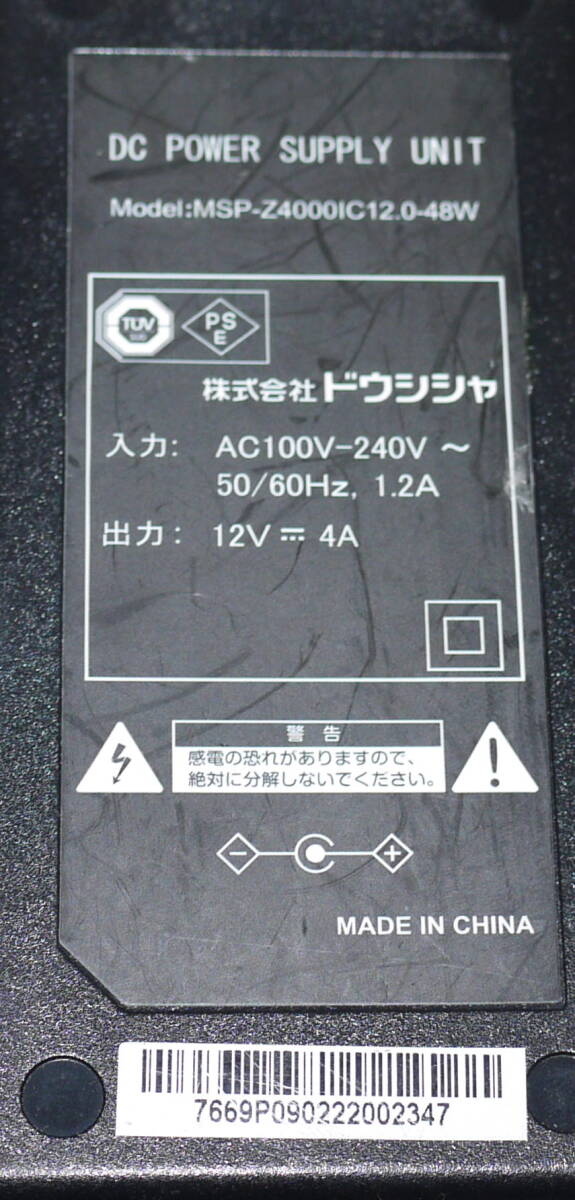 DC POWER SUPPLY UNIT
Model:MSP-Z4000IC12.0-48W
TUV
PS
E
株式会社ドウシシャ
入力: AC100V-240V ~
50/60Hz, 1.2A
出力: 12V ⎓ 4A
警告
感電の恐れがありますので、
絶対に分解しないでください。
- +
MADE IN CHINA
7669P090222002347